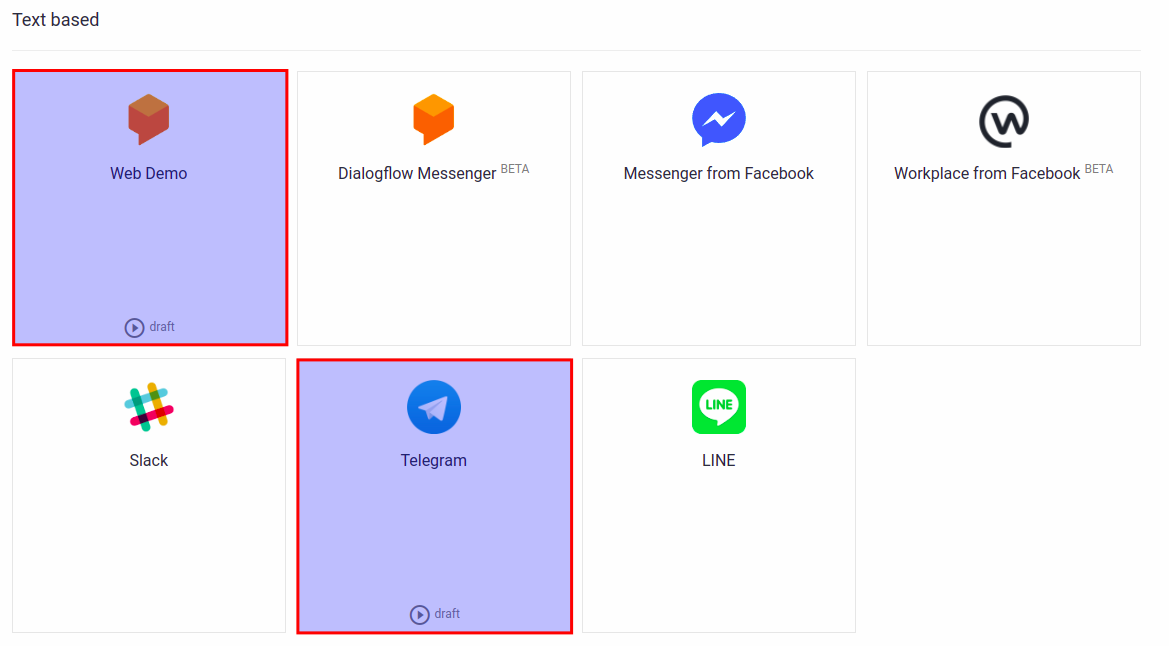 Text based
Web Demo
draft
Dialogflow Messenger BETA
Messenger from Facebook
Workplace from Facebook BETA
Slack
Telegram
draft
LINE
LINE